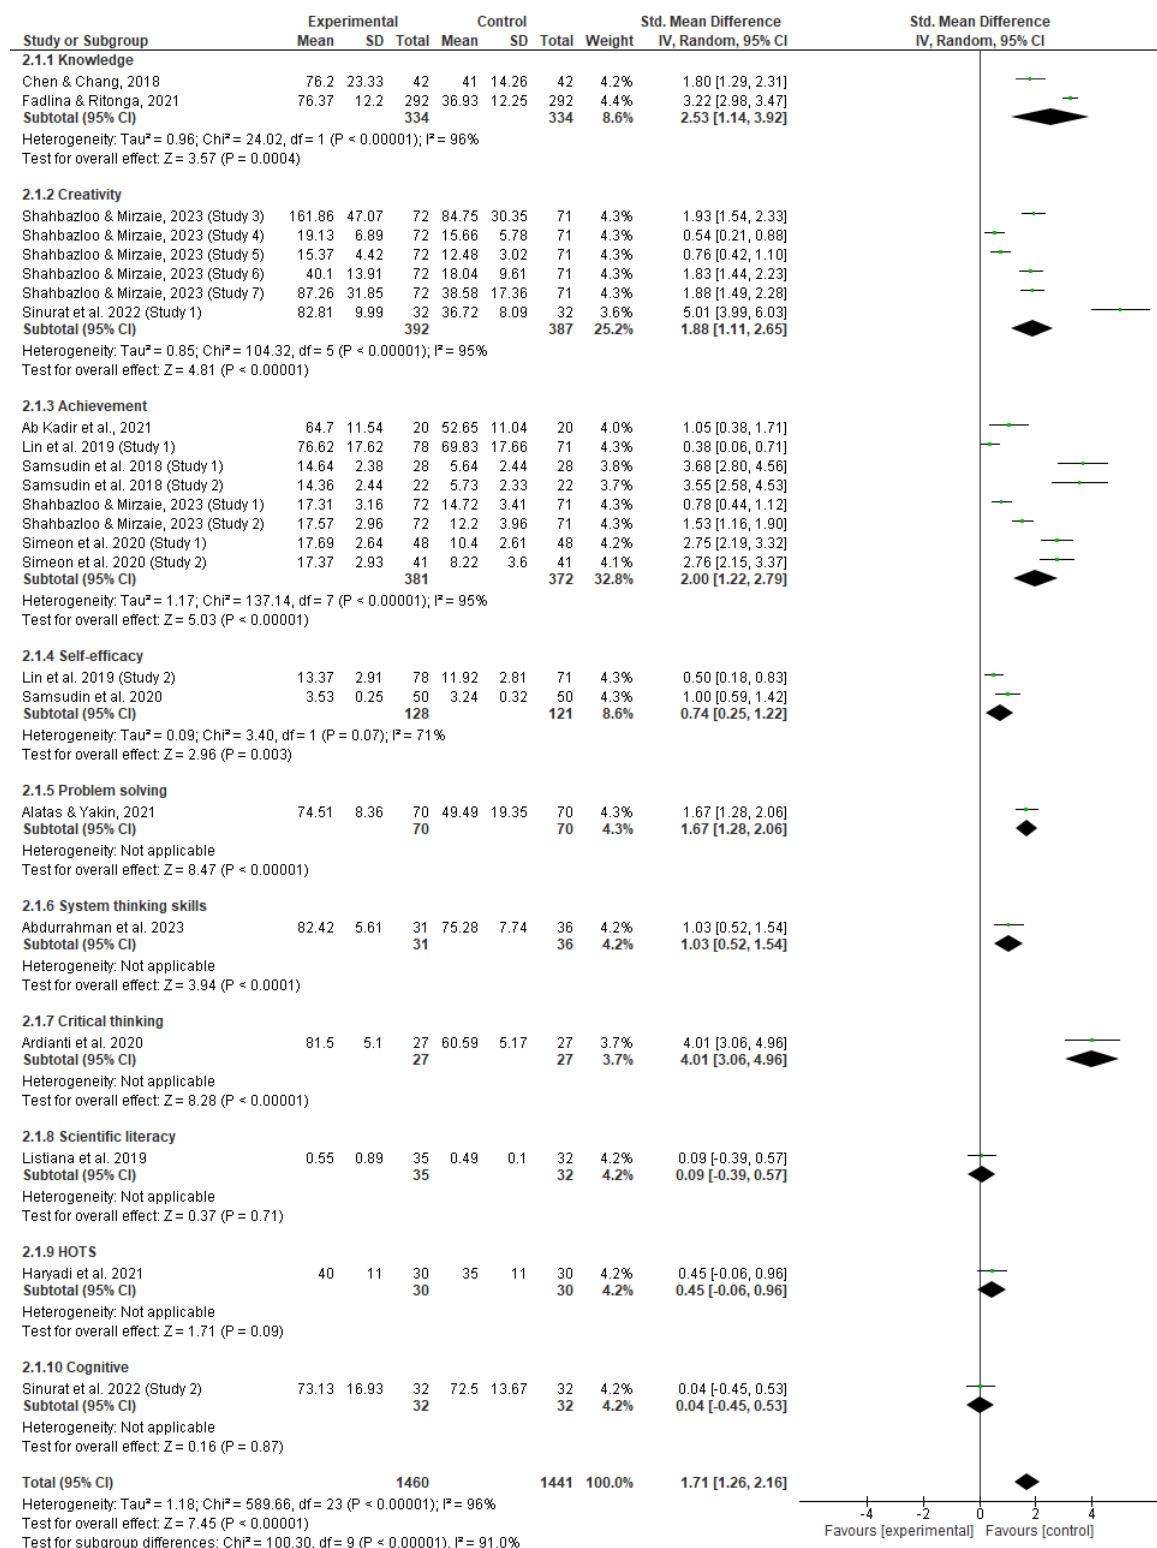 Experimental Control Std. Mean Difference Std. Mean Difference
Study or Subgroup Mean SD Total Mean SD Total Weight IV, Random, 95% CI IV, Random, 95% CI
2.1.1 Knowledge
Chen & Chang, 2018 76.2 23.33 42 41 14.26 42 4.2% 1.80 [1.29, 2.31]
Fadlina & Ritonga, 2021 76.37 12.2 292 36.93 12.25 292 4.4% 3.22 [2.98, 3.47]
Subtotal (95% CI) 334 334 8.6% 2.53 [1.14, 3.92]
Heterogeneity: Tau² = 0.96; Chi² = 24.02, df = 1 (P < 0.00001); I² = 96%
Test for overall effect: Z = 3.57 (P = 0.0004)
2.1.2 Creativity
Shahbazloo & Mirzaie, 2023 (Study 3) 161.86 47.07 72 84.75 30.35 71 4.3% 1.93 [1.54, 2.33]
Shahbazloo & Mirzaie, 2023 (Study 4) 19.13 6.89 72 15.66 5.78 71 4.3% 0.54 [0.21, 0.88]
Shahbazloo & Mirzaie, 2023 (Study 5) 15.37 4.42 72 12.48 3.02 71 4.3% 0.76 [0.42, 1.10]
Shahbazloo & Mirzaie, 2023 (Study 6) 40.1 13.91 72 18.04 9.61 71 4.3% 1.83 [1.44, 2.23]
Shahbazloo & Mirzaie, 2023 (Study 7) 87.26 31.85 72 38.58 17.36 71 4.3% 1.88 [1.49, 2.28]
Sinurat et al. 2022 (Study 1) 82.81 9.99 32 36.72 8.09 32 3.6% 5.01 [3.99, 6.03]
Subtotal (95% CI) 392 387 25.2% 1.88 [1.11, 2.65]
Heterogeneity: Tau² = 0.85; Chi² = 104.32, df = 5 (P < 0.00001); I² = 95%
Test for overall effect: Z = 4.81 (P < 0.00001)
2.1.3 Achievement
Ab Kadir et al., 2021 64.7 11.54 20 52.65 11.04 20 4.0% 1.05 [0.38, 1.71]
Lin et al. 2019 (Study 1) 76.62 17.62 78 69.83 17.66 71 4.3% 0.38 [0.06, 0.71]
Samsudin et al. 2018 (Study 1) 14.64 2.38 28 5.64 2.44 28 3.8% 3.68 [2.80, 4.56]
Samsudin et al. 2018 (Study 2) 14.36 2.44 22 5.73 2.33 22 3.7% 3.55 [2.58, 4.53]
Shahbazloo & Mirzaie, 2023 (Study 1) 17.31 3.16 72 14.72 3.41 71 4.3% 0.78 [0.44, 1.12]
Shahbazloo & Mirzaie, 2023 (Study 2) 17.57 2.96 72 12.2 3.96 71 4.3% 1.53 [1.16, 1.90]
Simeon et al. 2020 (Study 1) 17.69 2.64 48 10.4 2.61 48 4.2% 2.75 [2.19, 3.32]
Simeon et al. 2020 (Study 2) 17.37 2.93 41 8.22 3.6 41 4.1% 2.76 [2.15, 3.37]
Subtotal (95% CI) 381 372 32.8% 2.00 [1.22, 2.79]
Heterogeneity: Tau² = 1.17; Chi² = 137.14, df = 7 (P < 0.00001); I² = 95%
Test for overall effect: Z = 5.03 (P < 0.00001)
2.1.4 Self-efficacy
Lin et al. 2019 (Study 2) 13.37 2.91 78 11.92 2.81 71 4.3% 0.50 [0.18, 0.83]
Samsudin et al. 2020 3.53 0.25 50 3.24 0.32 50 4.3% 1.00 [0.59, 1.42]
Subtotal (95% CI) 128 121 8.6% 0.74 [0.25, 1.22]
Heterogeneity: Tau² = 0.09; Chi² = 3.40, df = 1 (P = 0.07); I² = 71%
Test for overall effect: Z = 2.96 (P = 0.003)
2.1.5 Problem solving
Alatas & Yakin, 2021 74.51 8.36 70 49.49 19.35 70 4.3% 1.67 [1.28, 2.06]
Subtotal (95% CI) 70 70 4.3% 1.67 [1.28, 2.06]
Heterogeneity: Not applicable
Test for overall effect: Z = 8.47 (P < 0.00001)
2.1.6 System thinking skills
Abdurrahman et al. 2023 82.42 5.61 31 75.28 7.74 36 4.2% 1.03 [0.52, 1.54]
Subtotal (95% CI) 31 36 4.2% 1.03 [0.52, 1.54]
Heterogeneity: Not applicable
Test for overall effect: Z = 3.94 (P < 0.0001)
2.1.7 Critical thinking
Ardianti et al. 2020 81.5 5.1 27 60.59 5.17 27 3.7% 4.01 [3.06, 4.96]
Subtotal (95% CI) 27 27 3.7% 4.01 [3.06, 4.96]
Heterogeneity: Not applicable
Test for overall effect: Z = 8.28 (P < 0.00001)
2.1.8 Scientific literacy
Listiana et al. 2019 0.55 0.89 35 0.49 0.1 32 4.2% 0.09 [-0.39, 0.57]
Subtotal (95% CI) 35 32 4.2% 0.09 [-0.39, 0.57]
Heterogeneity: Not applicable
Test for overall effect: Z = 0.37 (P = 0.71)
2.1.9 HOTS
Haryadi et al. 2021 40 11 30 35 11 30 4.2% 0.45 [-0.06, 0.96]
Subtotal (95% CI) 30 30 4.2% 0.45 [-0.06, 0.96]
Heterogeneity: Not applicable
Test for overall effect: Z = 1.71 (P = 0.09)
2.1.10 Cognitive
Sinurat et al. 2022 (Study 2) 73.13 16.93 32 72.5 13.67 32 4.2% 0.04 [-0.45, 0.53]
Subtotal (95% CI) 32 32 4.2% 0.04 [-0.45, 0.53]
Heterogeneity: Not applicable
Test for overall effect: Z = 0.16 (P = 0.87)
Total (95% CI) 1460 1441 100.0% 1.71 [1.26, 2.16]
Heterogeneity: Tau² = 1.18; Chi² = 589.66, df = 23 (P < 0.00001); I² = 96%
Test for overall effect: Z = 7.45 (P < 0.00001)
Test for subgroup differences: Chi² = 100.30, df = 9 (P < 0.00001), I² = 91.0%
-4 -2 0 2 4
Favours [experimental] Favours [control]